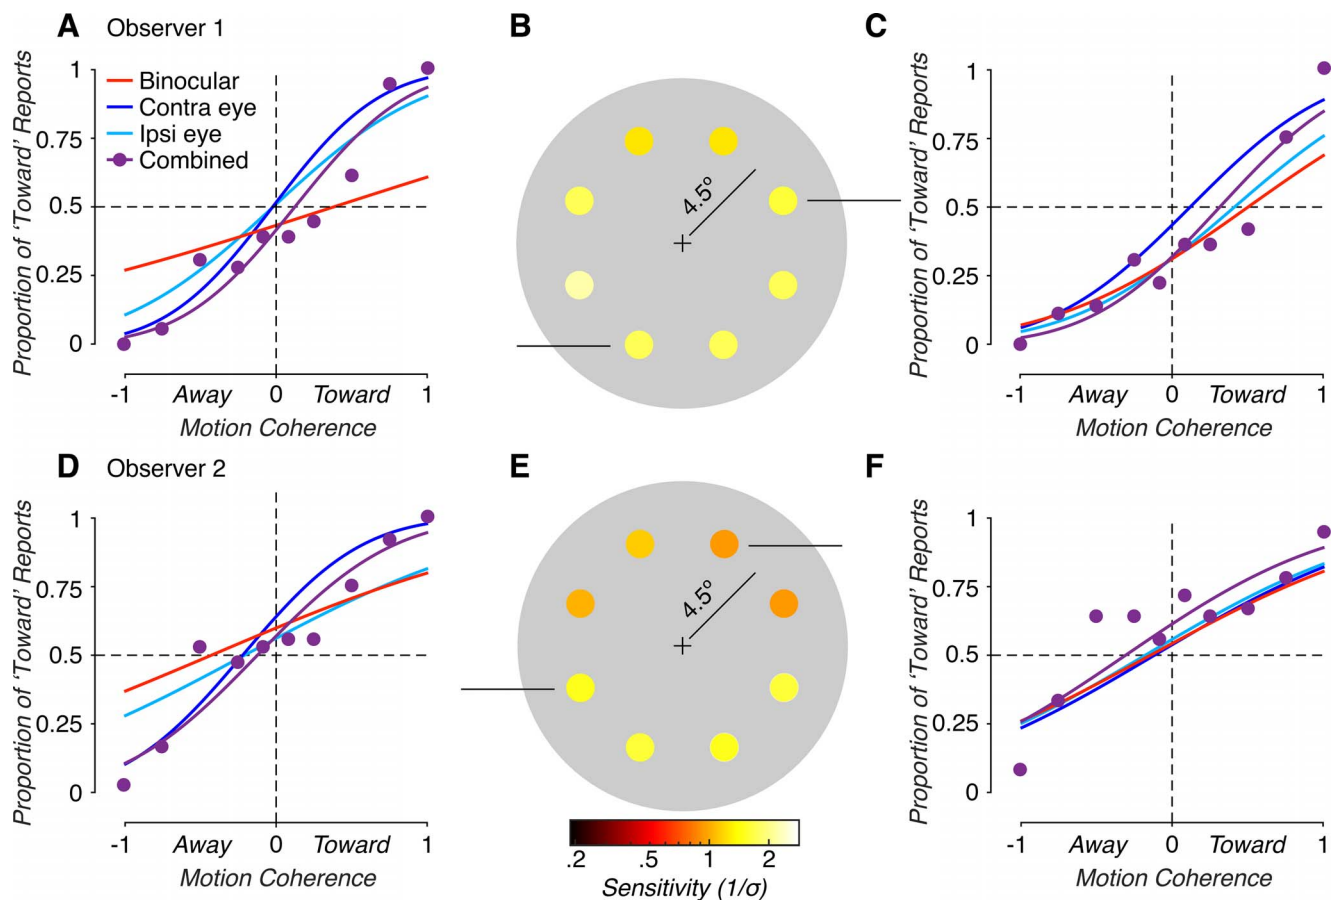 A Observer 1
Proportion of ‘Toward’ Reports
1
0.75
0.5
0.25
0
Binocular
Contra eye
Ipsi eye
Combined
-1 Away 0 Toward 1
Motion Coherence
B
4.5º
C
Proportion of ‘Toward’ Reports
1
0.75
0.5
0.25
0
-1 Away 0 Toward 1
Motion Coherence
D Observer 2
Proportion of ‘Toward’ Reports
1
0.75
0.5
0.25
0
-1 Away 0 Toward 1
Motion Coherence
E
4.5º
.2 .5 1 2
Sensitivity (1/σ)
F
Proportion of ‘Toward’ Reports
1
0.75
0.5
0.25
0
-1 Away 0 Toward 1
Motion Coherence